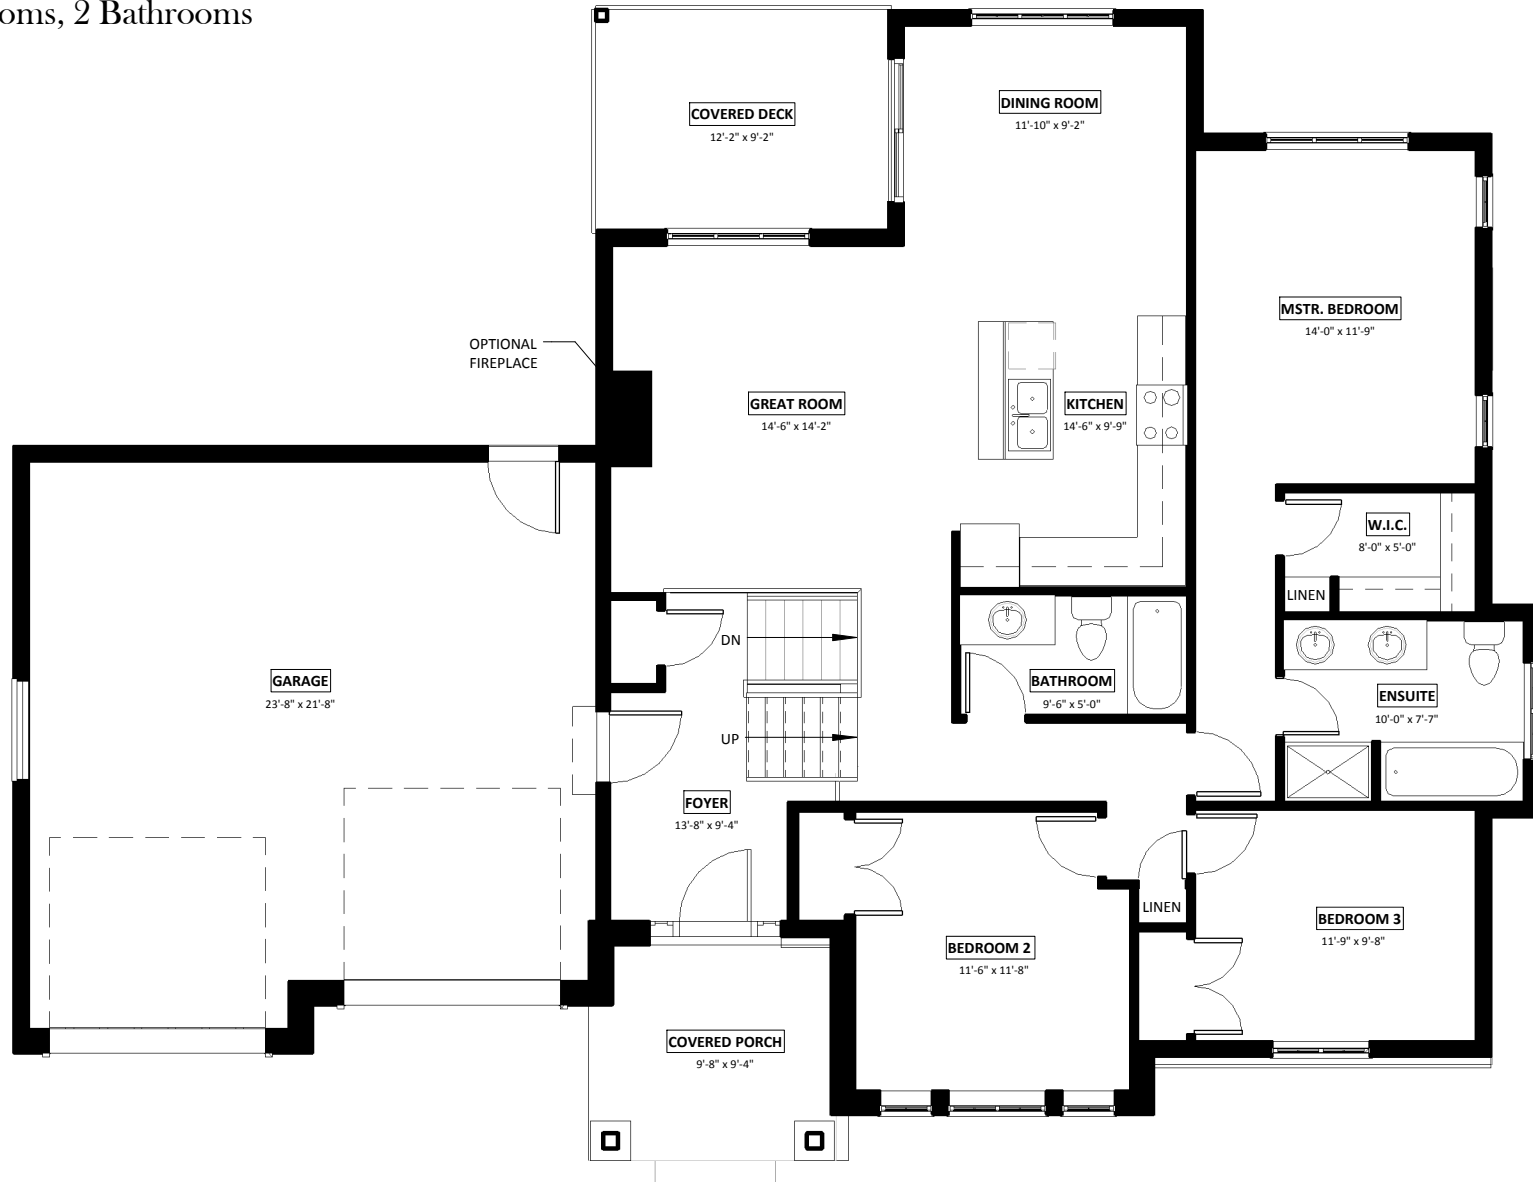 oms, 2 Bathrooms
COVERED DECK
12'-2" x 9'-2"
DINING ROOM
11'-10" x 9'-2"
MSTR. BEDROOM
14'-0" x 11'-9"
OPTIONAL
FIREPLACE
GREAT ROOM
14'-6" x 14'-2"
KITCHEN
14'-6" x 9'-9"
W.I.C.
8'-0" x 5'-0"
LINEN
DN
GARAGE
23'-8" x 21'-8"
BATHROOM
9'-6" x 5'-0"
ENSUITE
10'-0" x 7'-7"
UP
FOYER
13'-8" x 9'-4"
LINEN
BEDROOM 3
11'-9" x 9'-8"
BEDROOM 2
11'-6" x 11'-8"
COVERED PORCH
9'-8" x 9'-4"